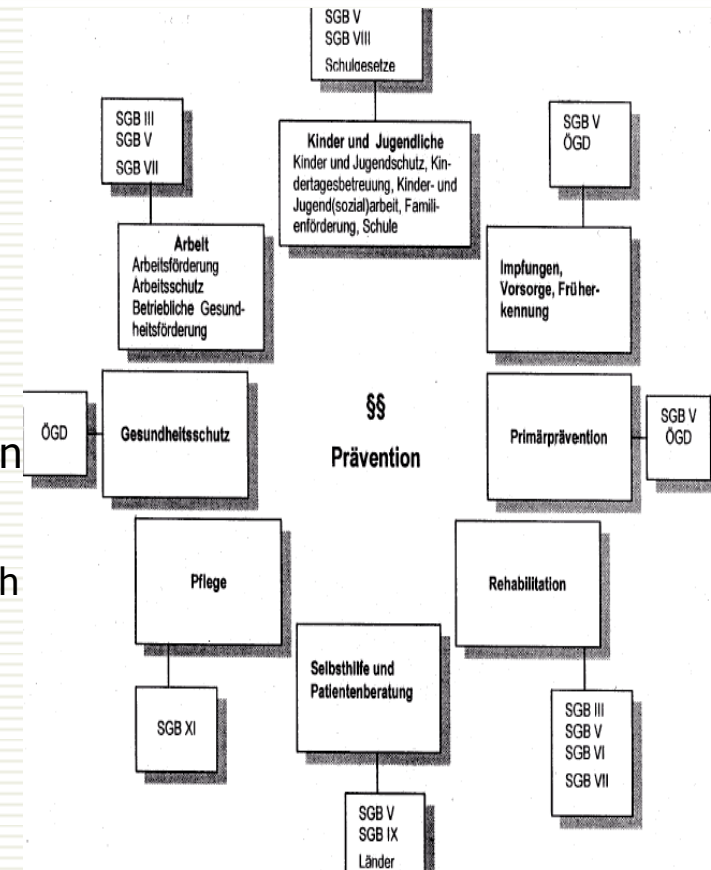 SGB V
SGB VIII
Schulgesetze
SGB III
SGB V
SGB VII
Kinder und Jugendliche
Kinder und Jugendschutz, Kin-
dertagesbetreuung, Kinder- und
Jugend(sozial)arbeit, Famili-
enförderung, Schule
SGB V
ÖGD
Arbeit
Arbeitsförderung
Arbeitsschutz
Betriebliche Gesund-
heitsförderung
Impfungen,
Vorsorge, Früher-
kennung
ÖGD
Gesundheitsschutz
§§
Prävention
Primärprävention
SGB V
ÖGD
n
h
Pflege
Rehabilitation
Selbsthilfe und
Patientenberatung
SGB XI
SGB III
SGB V
SGB VI
SGB VII
SGB V
SGB IX
Länder